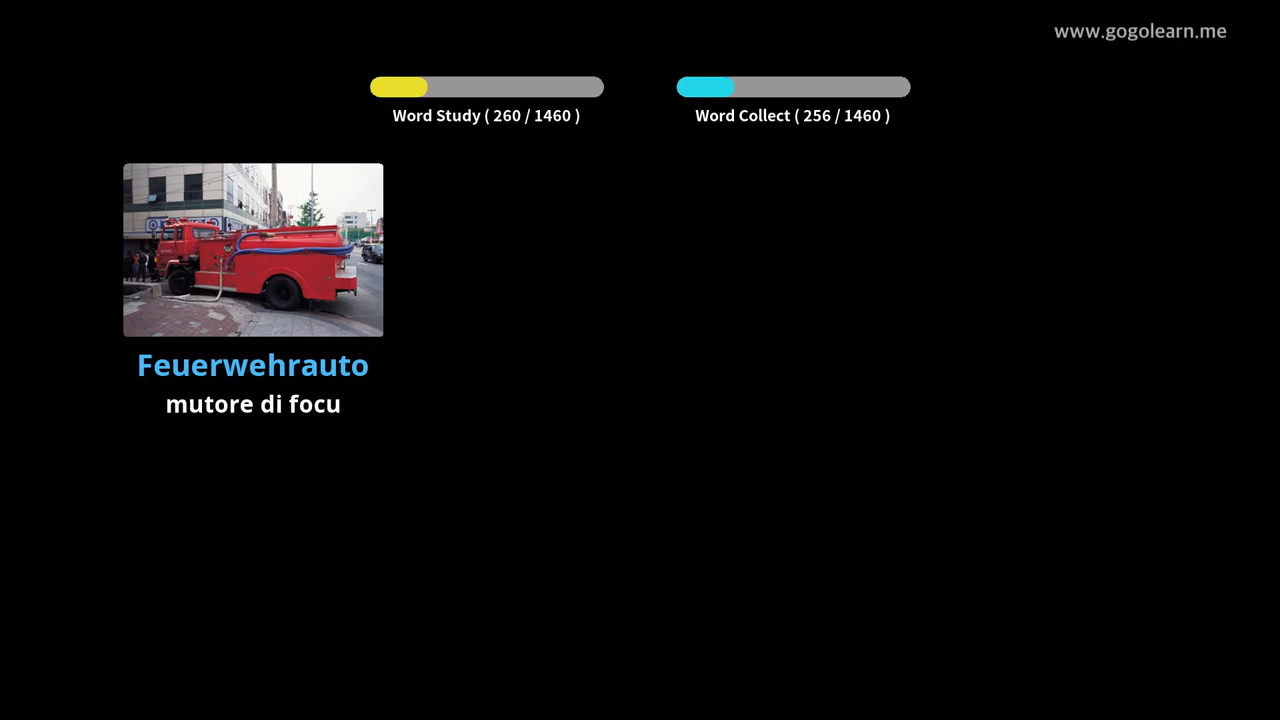 www.gogolearn.me
Word Study ( 260 / 1460 )
Word Collect ( 256 / 1460 )
Feuerwehrauto
mutore di focu